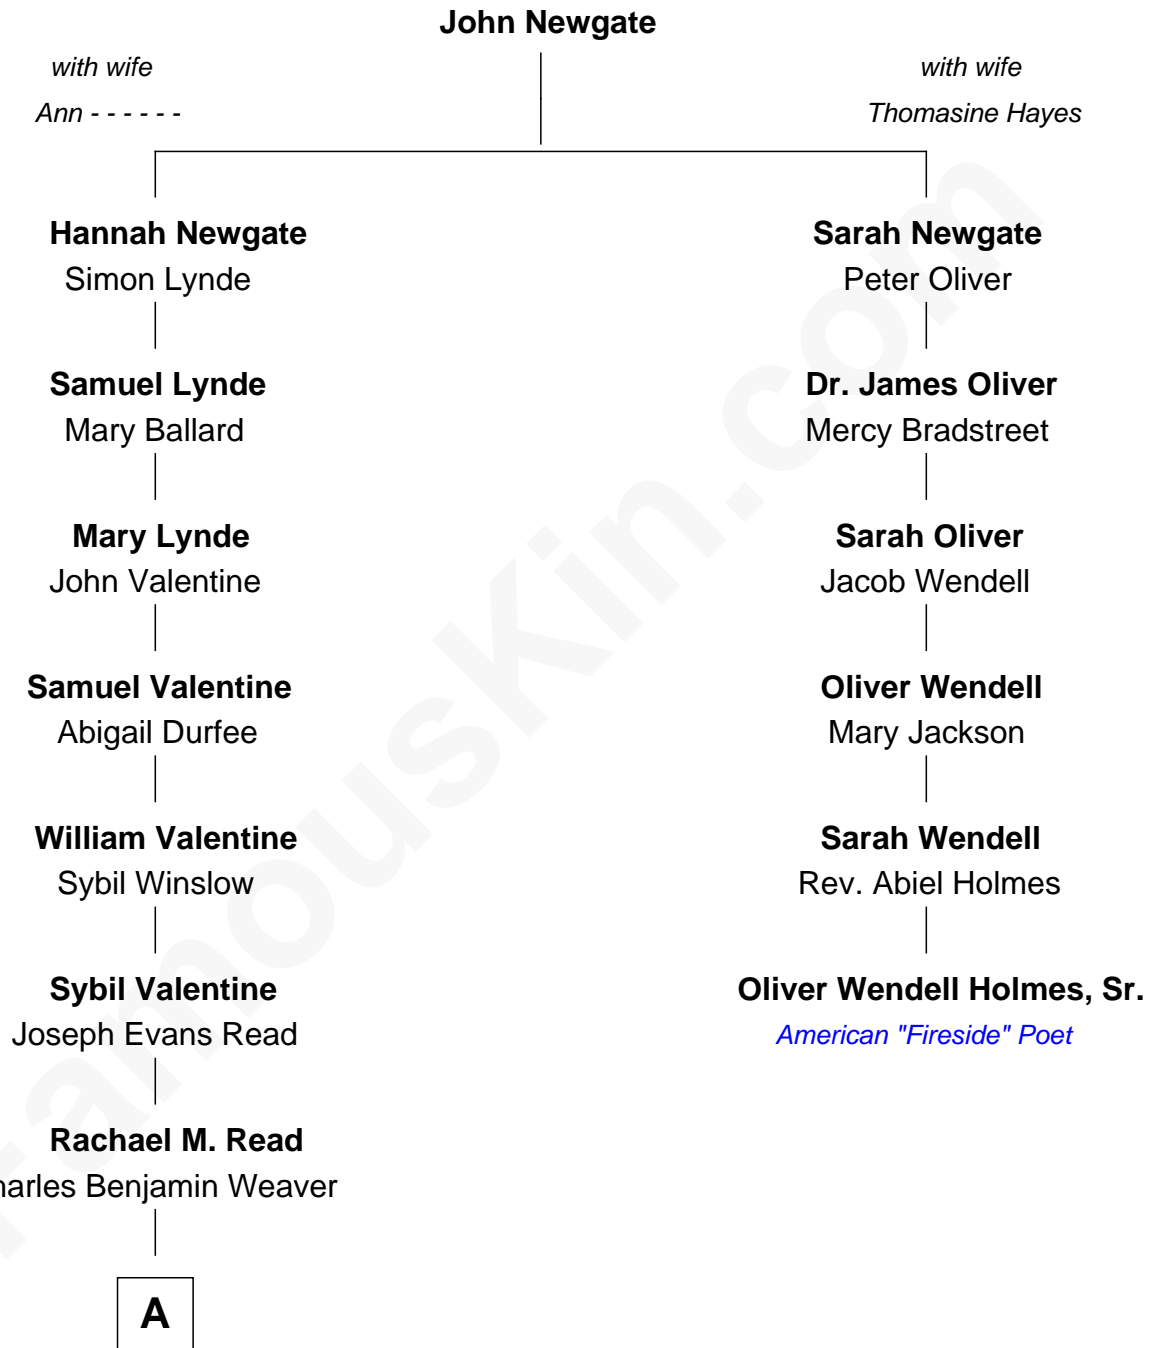 John Newgate
with wife
Ann - - - - - -
with wife
Thomasine Hayes
Hannah Newgate
Simon Lynde
Sarah Newgate
Peter Oliver
Samuel Lynde
Mary Ballard
Dr. James Oliver
Mercy Bradstreet
Mary Lynde
John Valentine
Sarah Oliver
Jacob Wendell
Samuel Valentine
Abigail Durfee
Oliver Wendell
Mary Jackson
William Valentine
Sybil Winslow
Sarah Wendell
Rev. Abiel Holmes
Sybil Valentine
Joseph Evans Read
Oliver Wendell Holmes, Sr.
American "Fireside" Poet
Rachael M. Read
harles Benjamin Weaver
A
famouskin.com